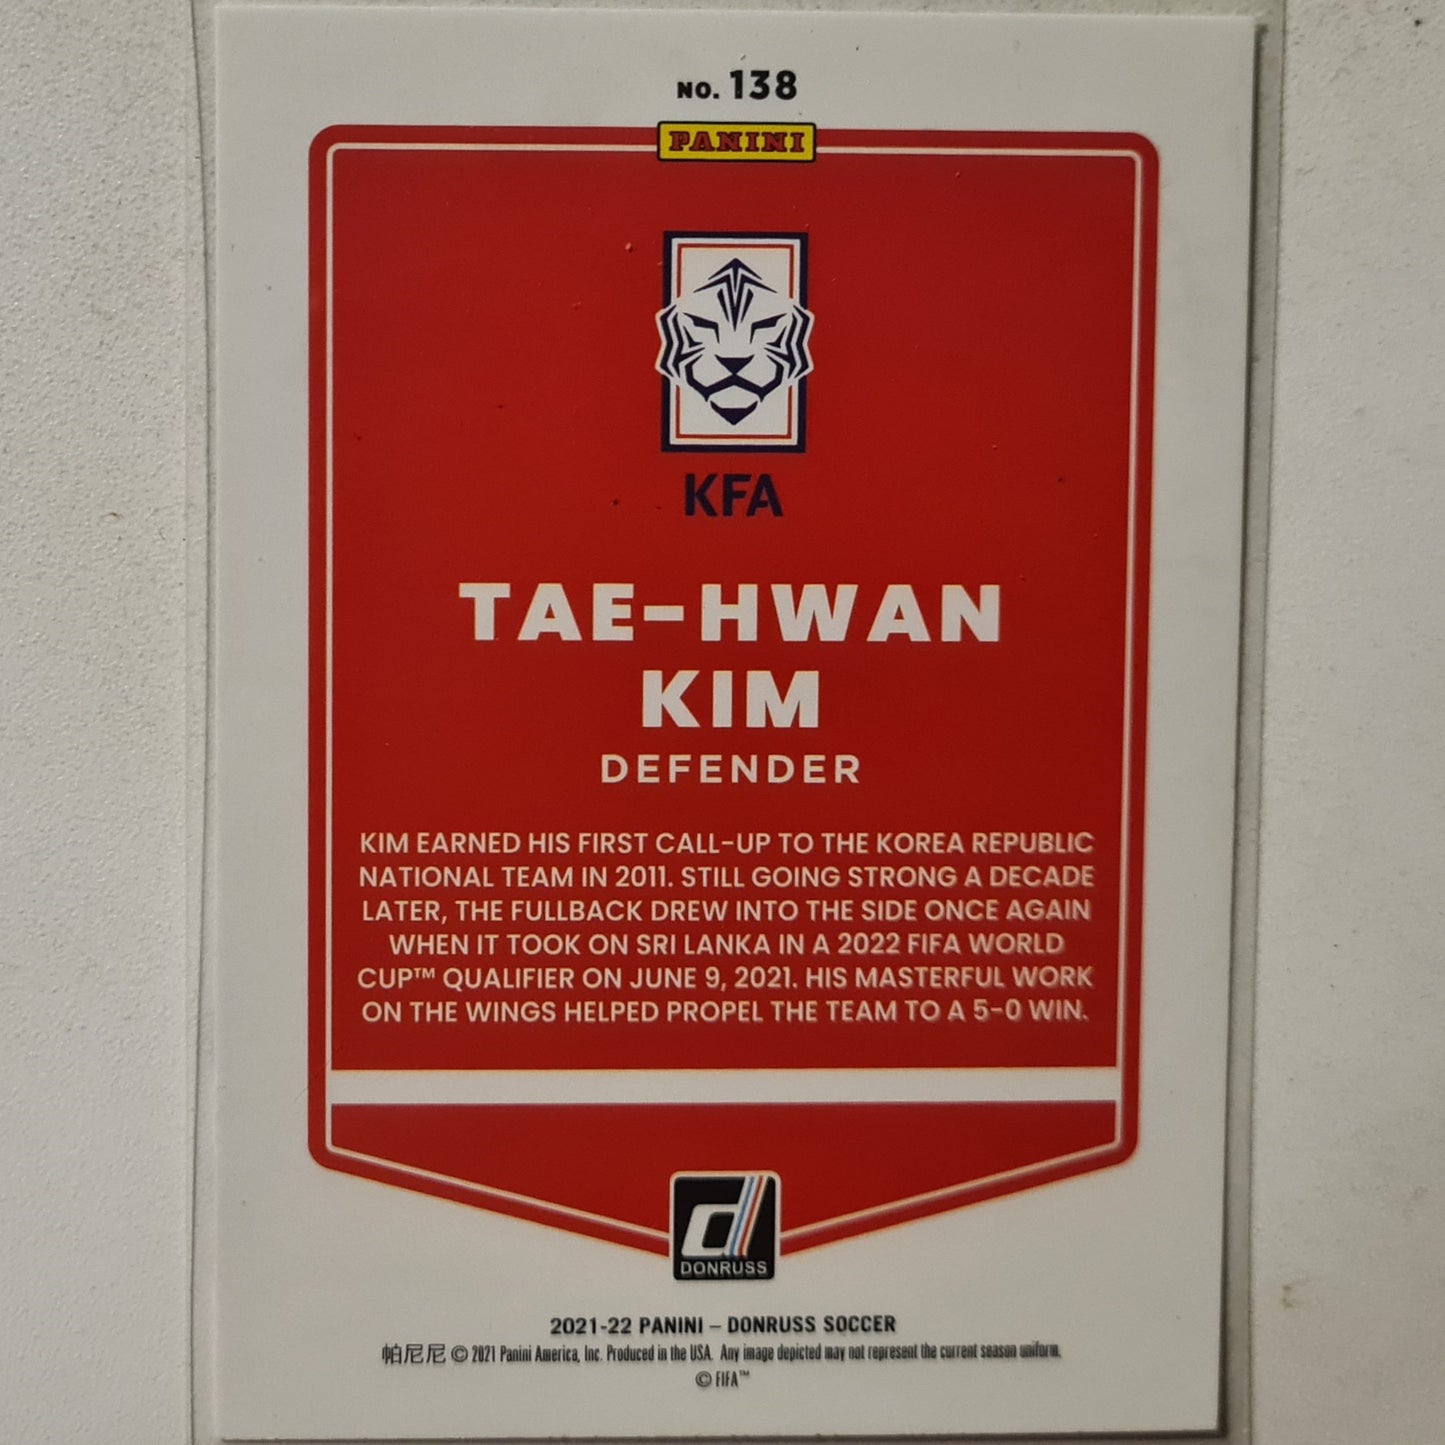 NO. 138
PANINI
KFA
TAE-HWAN
KIM
DEFENDER
KIM EARNED HIS FIRST CALL-UP TO THE KOREA REPUBLIC
NATIONAL TEAM IN 2011. STILL GOING STRONG A DECADE
LATER, THE FULLBACK DREW INTO THE SIDE ONCE AGAIN
WHEN IT TOOK ON SRI LANKA IN A 2022 FIFA WORLD
CUP™ QUALIFIER ON JUNE 9, 2021. HIS MASTERFUL WORK
ON THE WINGS HELPED PROPEL THE TEAM TO A 5-0 WIN.
d
DONRUSS
2021-22 PANINI – DONRUSS SOCCER
帕尼尼 © 2021 Panini America, Inc. Produced in the USA. Any image depicted may not represent the current season uniform.
© FIFA™